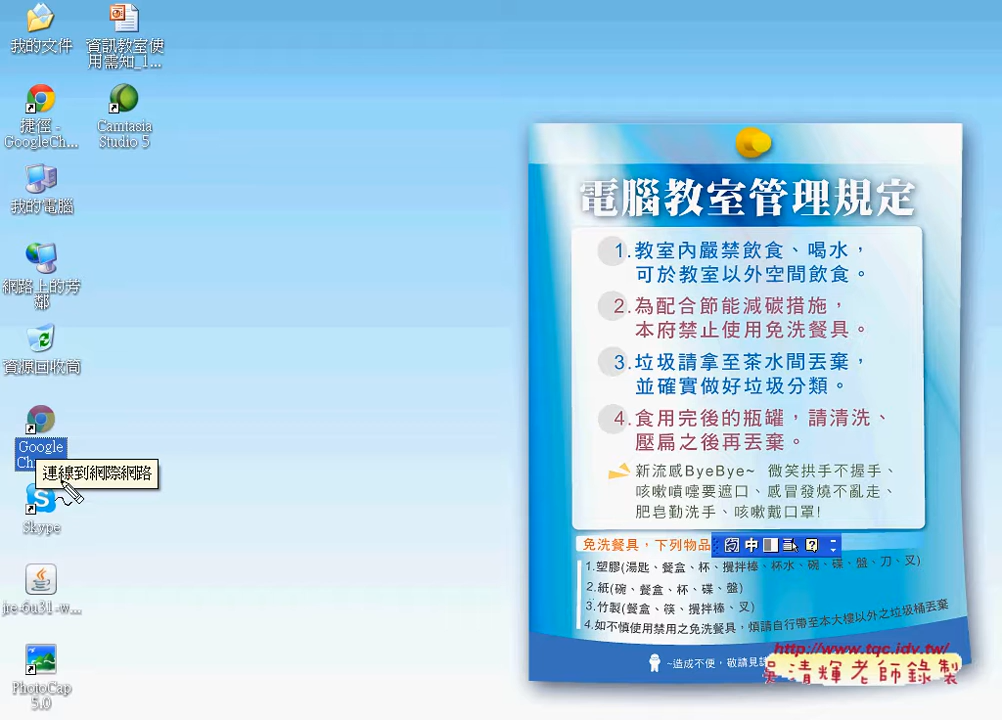 我的文件
資訊教室使
用需知_1...
捷徑 -
GoogleCh...
Camtasia
Studio 5
我的電腦
網路上的芳
鄰
資源回收筒
Google
Ch
連線到網際網路
Skype
jre-6u31-w...
PhotoCap
5.0
電腦教室管理規定
1.教室內嚴禁飲食、喝水，
可於教室以外空間飲食。
2.為配合節能減碳措施，
本府禁止使用免洗餐具。
3.垃圾請拿至茶水間丟棄，
並確實做好垃圾分類。
4.食用完後的瓶罐，請清洗、
壓扁之後再丟棄。
新流感ByeBye~ 微笑拱手不握手、
咳嗽噴嚏要遮口、感冒發燒不亂走、
肥皂勤洗手、咳嗽戴口罩!
免洗餐具，下列物品
中
1.塑膠(湯匙、餐盒、杯、攪拌棒、杯水、碗、碟、盤、刀、叉)
2.紙(碗、餐盒、杯、碟、盤)
3.竹製(餐盒、筷、攪拌棒、叉)
4.如不慎使用禁用之免洗餐具，煩請自行帶至本大樓以外之垃圾桶丟棄
~造成不便，敬請見諒
http://www.tqc.idv.tw/
吳清輝老師錄製